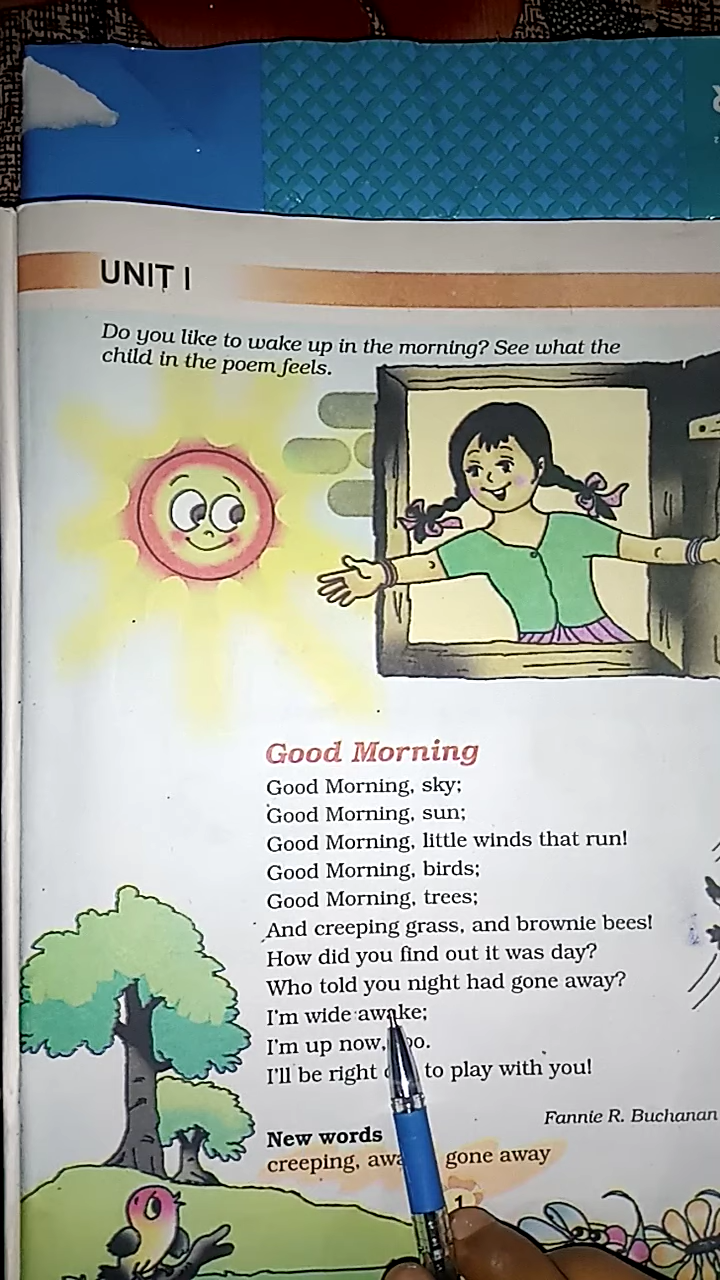 UNIT I
Do you like to wake up in the morning? See what the
child in the poem feels.
Good Morning
Good Morning, sky;
Good Morning, sun;
Good Morning, little winds that run!
Good Morning, birds;
Good Morning, trees;
And creeping grass, and brownie bees!
How did you find out it was day?
Who told you night had gone away?
I'm wide awake;
I'm up now,
I'll be right to play with you!
Fannie R. Buchanan
New words
creeping, gone away
1